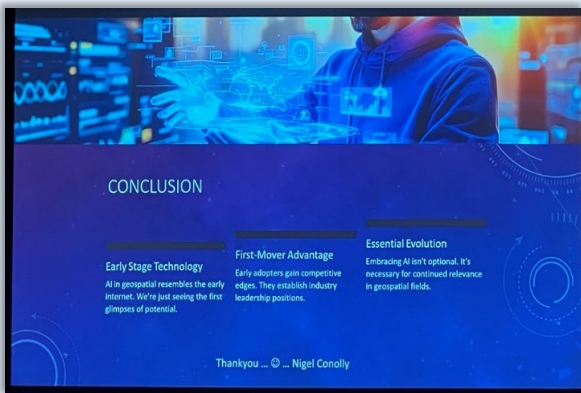 CONCLUSION
Early Stage Technology
AI in geospatial resembles the early
internet. We're just seeing the first
glimpses of potential.
First-Mover Advantage
Early adopters gain competitive
edges. They establish industry
leadership positions.
Essential Evolution
Embracing AI isn't optional. It's
necessary for continued relevance
in geospatial fields.
Thankyou ... ☺ ... Nigel Conolly